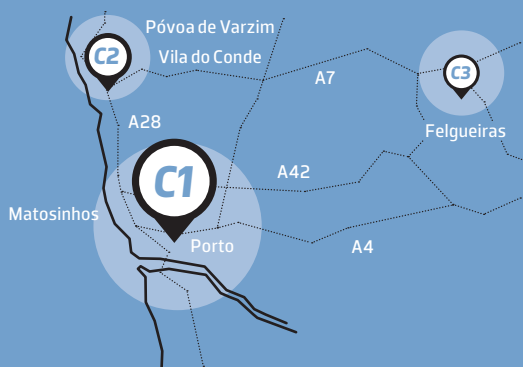 Póvoa de Varzim
C2
Vila do Conde
C3
A7
A28
Felgueiras
C1
A42
Matosinhos
Porto
A4